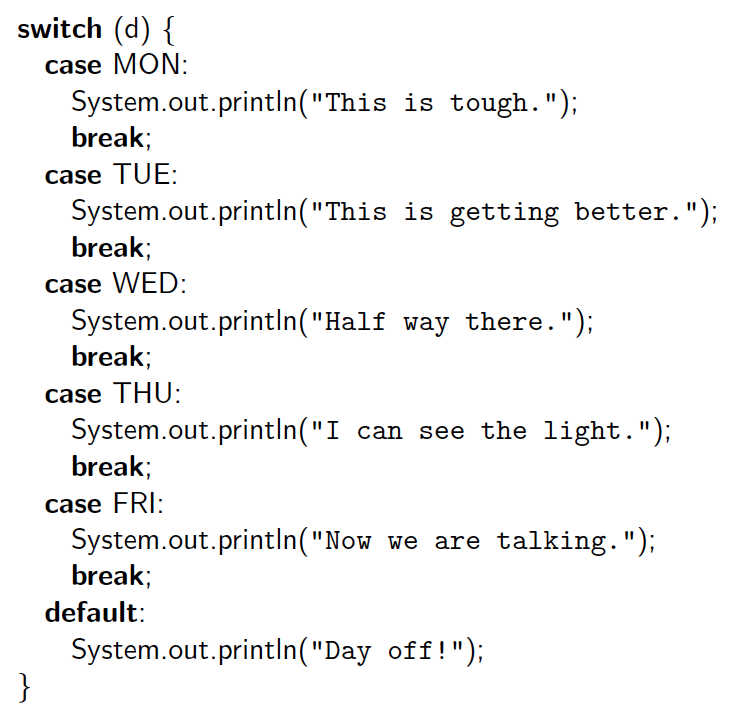 switch (d) {
case MON:
System.out.println("This is tough.");
break;
case TUE:
System.out.println("This is getting better.");
break;
case WED:
System.out.println("Half way there.");
break;
case THU:
System.out.println("I can see the light.");
break;
case FRI:
System.out.println("Now we are talking.");
break;
default:
System.out.println("Day off!");
}